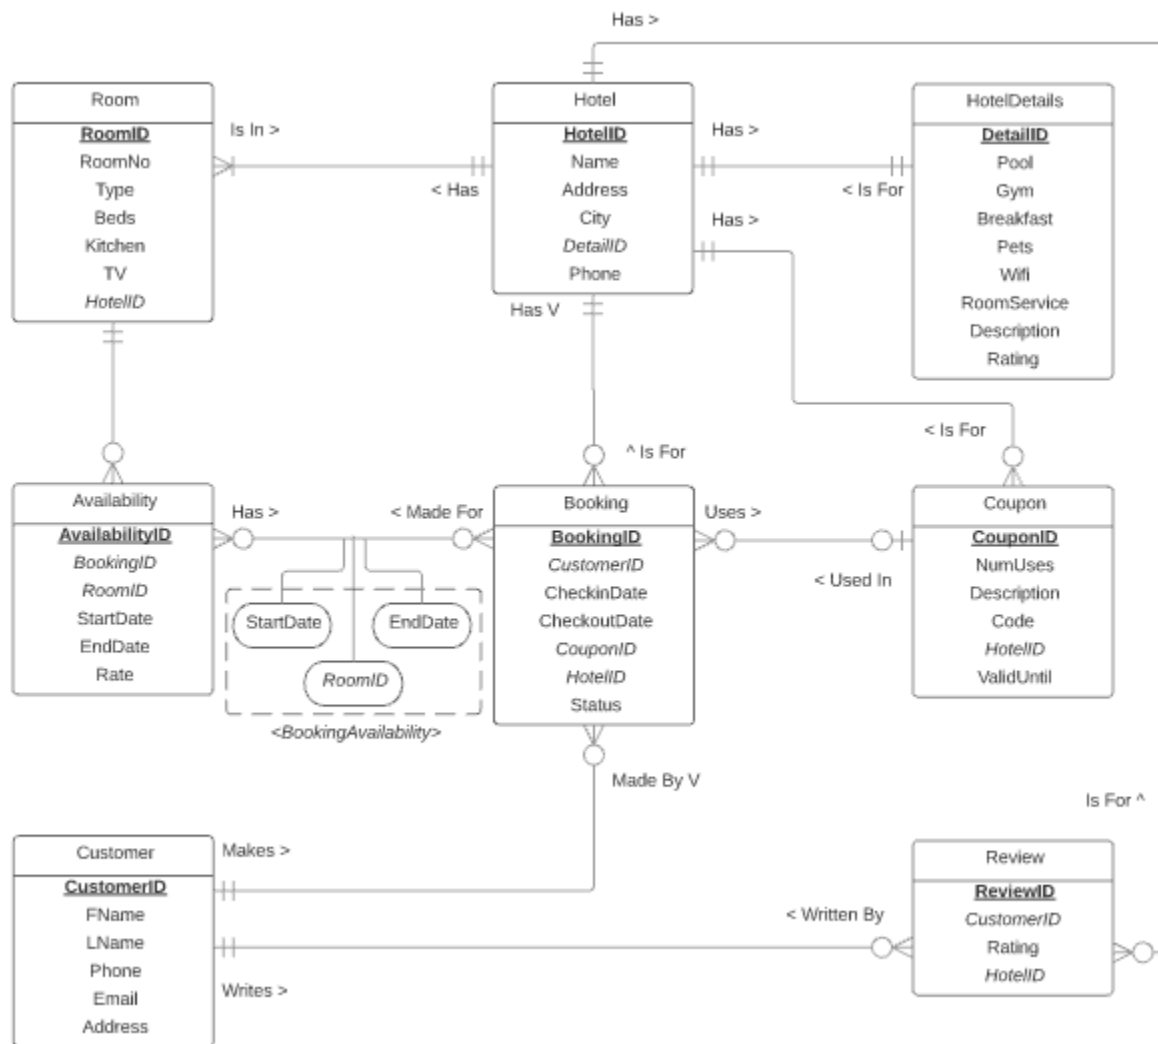 Has >
Room
RoomID
RoomNo
Type
Beds
Kitchen
TV
HotelID
Is In >
< Has
Hotel
HotelID
Name
Address
City
DetailID
Phone
Has >
< Is For
Has >
HotelDetails
DetailID
Pool
Gym
Breakfast
Pets
Wifi
RoomService
Description
Rating
Has V
^ Is For
< Is For
Availability
AvailabilityID
BookingID
RoomID
StartDate
EndDate
Rate
Has >
< Made For
StartDate
EndDate
RoomID
<BookingAvailability>
Booking
BookingID
CustomerID
CheckinDate
CheckoutDate
CouponID
HotelID
Status
Uses >
< Used In
Coupon
CouponID
NumUses
Description
Code
HotelID
ValidUntil
Made By V
Is For ^
Customer
CustomerID
FName
LName
Phone
Email
Address
Makes >
Writes >
< Written By
Review
ReviewID
CustomerID
Rating
HotelID